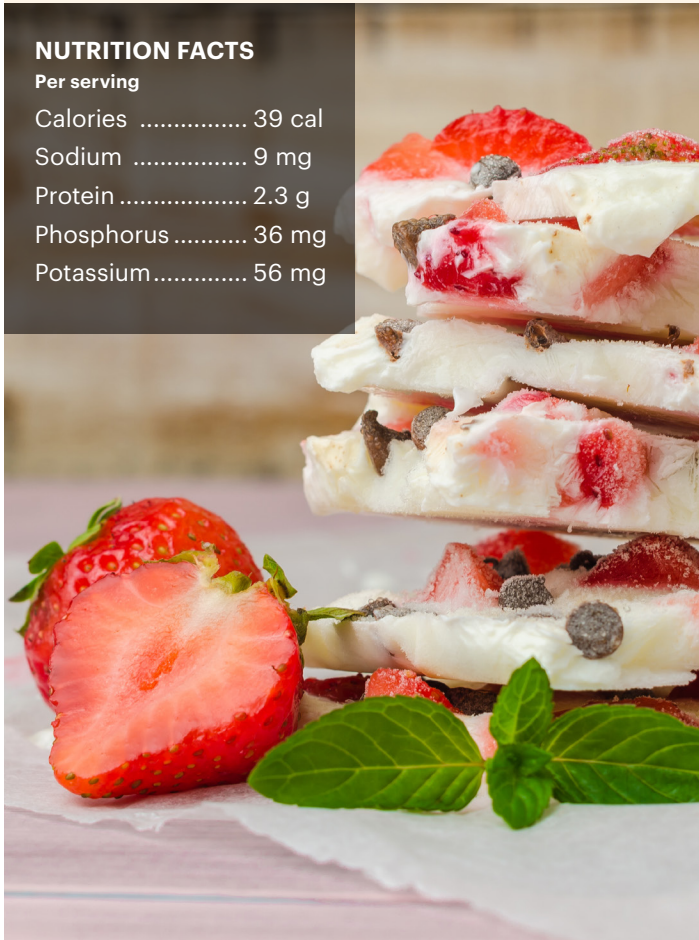 NUTRITION FACTS
Per serving
Calories ............... 39 cal
Sodium ............... 9 mg
Protein .................. 2.3 g
Phosphorus ........... 36 mg
Potassium .............. 56 mg